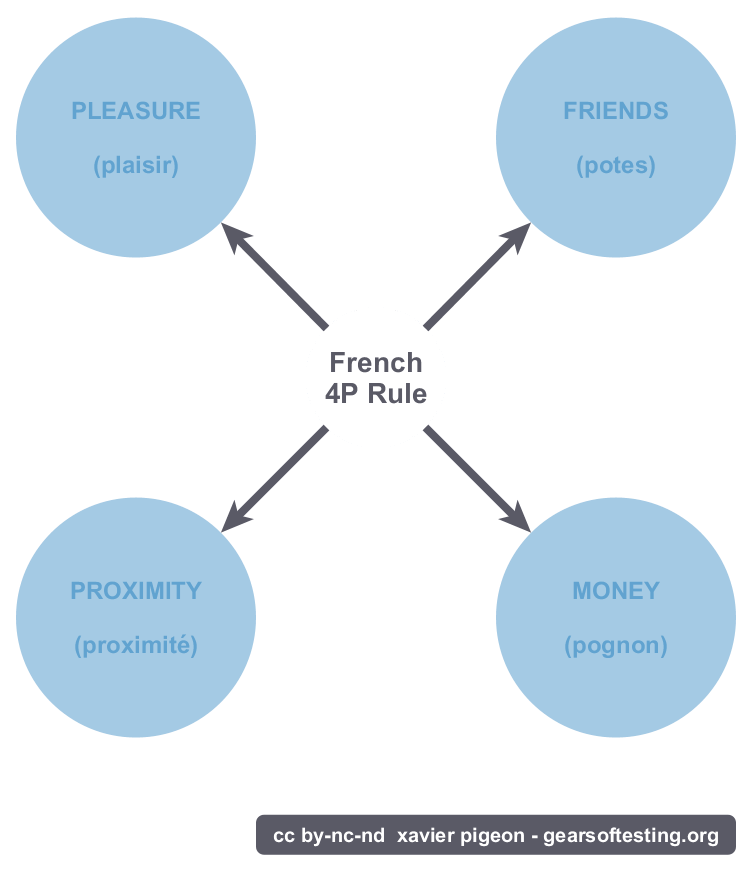 PLEASURE
(plaisir)
FRIENDS
(potes)
French
4P Rule
PROXIMITY
(proximité)
MONEY
(pognon)
cc by-nc-nd  xavier pigeon - gearsoftesting.org